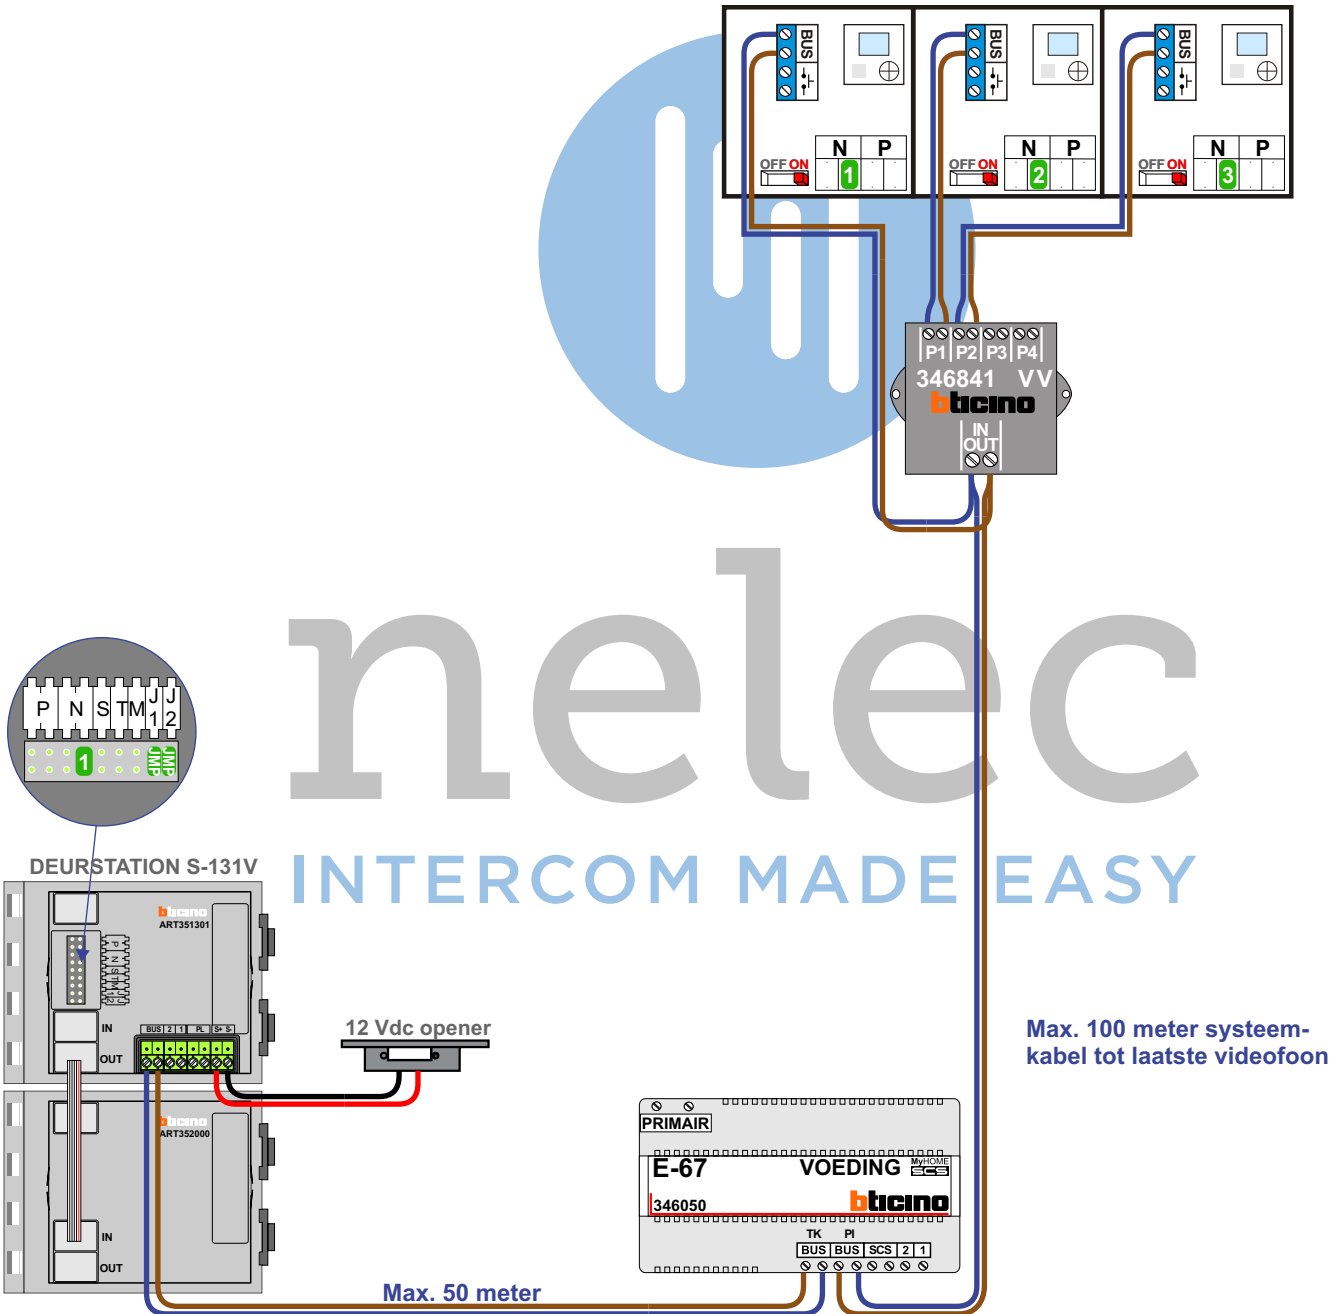 BUS
BUS
BUS
N P
N P
N P
OFF ON
OFF ON
OFF ON
1
2
3
P1 P2 P3 P4
346841 VV
bticino
IN
OUT
nelec
INTERCOM MADE EASY
P N S T M J1 J2
1 JMP JMP
DEURSTATION S-131V
bticino
ART351301
P N S T M J1 J2
IN
OUT
BUS 2 1 PL S+ S-
12 Vdc opener
bticino
ART352000
IN
OUT
Max. 100 meter systeem-
kabel tot laatste videofoon
PRIMAIR
E-67 VOEDING MyHOME
SCS
346050 bticino
TK PI
BUS BUS SCS 2 1
Max. 50 meter